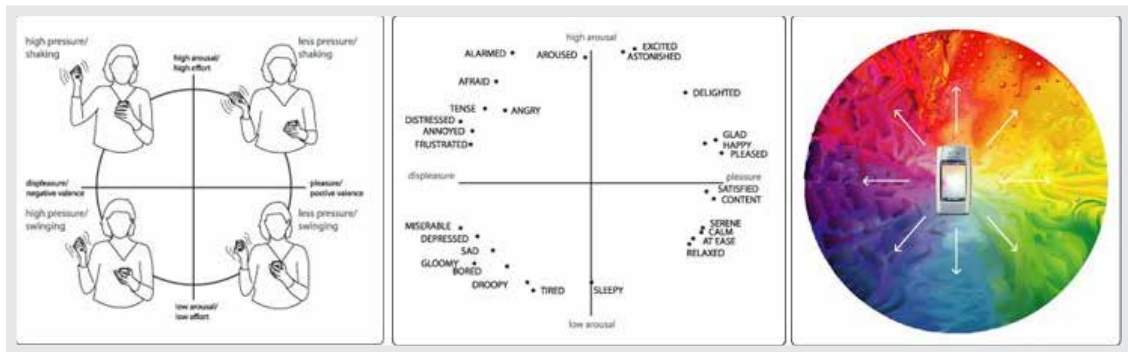 high pressure/
shaking
high arousal/
high effort
less pressure/
shaking
displeasure/
negative valence
pleasure/
postive valence
high pressure/
swinging
less pressure/
swinging
low arousal/
low effort
high arousal
ALARMED
AROUSED
EXCITED
ASTONISHED
AFRAID
DELIGHTED
TENSE
ANGRY
DISTRESSED
ANNOYED
FRUSTRATED
GLAD
HAPPY
PLEASED
displeasure
pleasure
SATISFIED
CONTENT
MISERABLE
DEPRESSED
SAD
GLOOMY
BORED
DROOPY
TIRED
SLEEPY
SERENE
CALM
AT EASE
RELAXED
low arousal